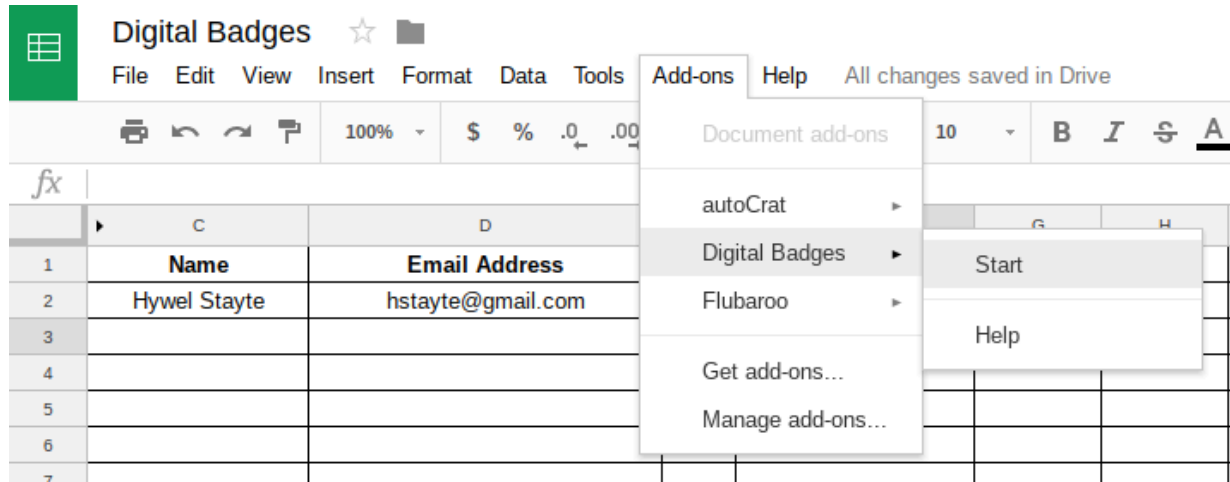 Digital Badges
File Edit View Insert Format Data Tools Add-ons Help All changes saved in Drive
100% $ % .0 .00 10 B I S A
Document add-ons
fx
autoCrat
C D G H
Digital Badges
Start
1 Name Email Address
2 Hywel Stayte hstayte@gmail.com
Flubaroo
3
Help
4
Get add-ons...
5
Manage add-ons...
6
7